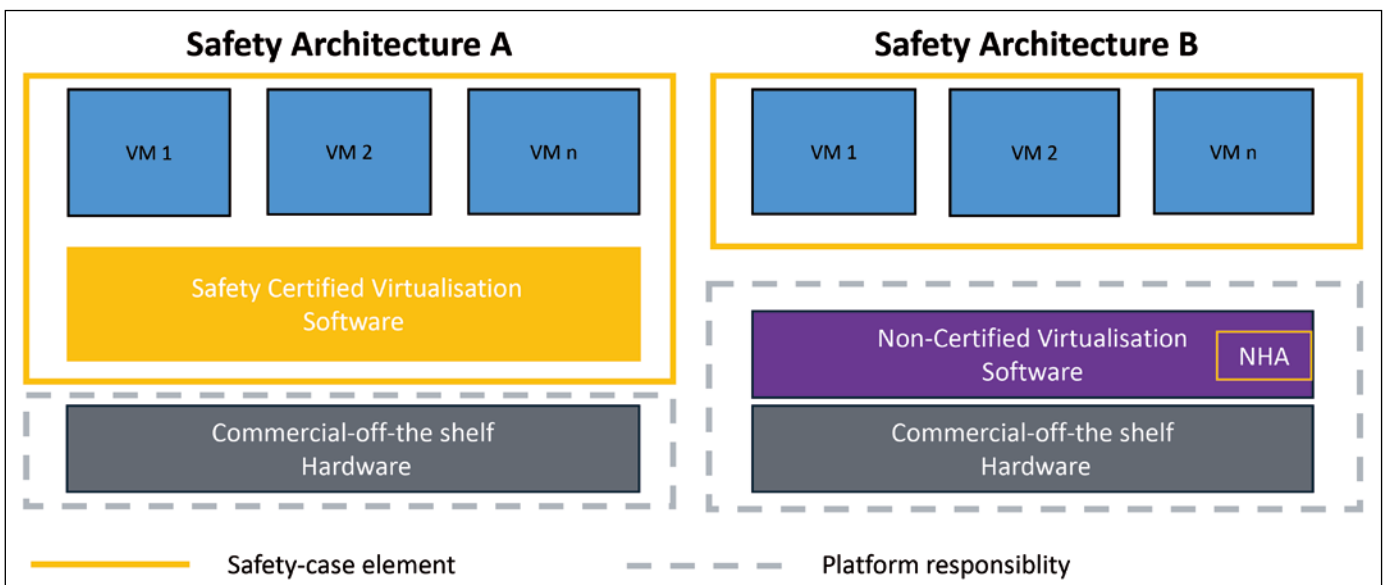 Safety Architecture A
VM 1
VM 2
VM n
Safety Certified Virtualisation
Software
Commercial-off-the shelf
Hardware
Safety Architecture B
VM 1
VM 2
VM n
Non-Certified Virtualisation
Software
NHA
Commercial-off-the shelf
Hardware
Safety-case element
Platform responsiblity